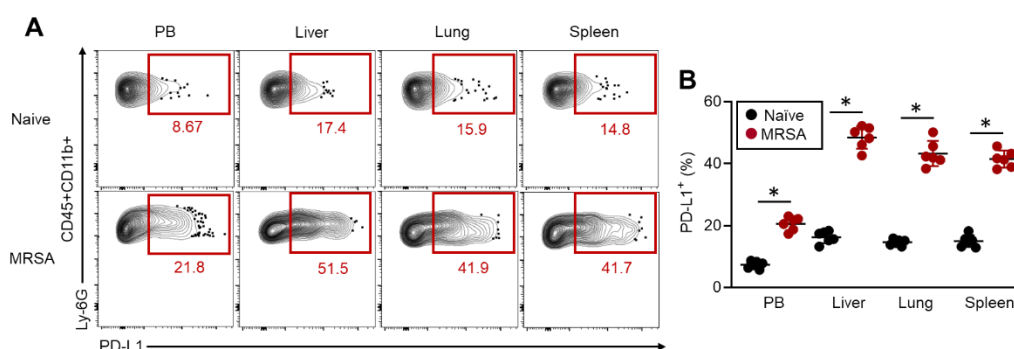 A
PB Liver Lung Spleen
Naive
8.67 17.4 15.9 14.8
MRSA
21.8 51.5 41.9 41.7
Ly-6G CD45+CD11b+
PD-L1
B
60
40
20
0
PD-L1+ (%)
Naïve
MRSA
* * * *
PB Liver Lung Spleen